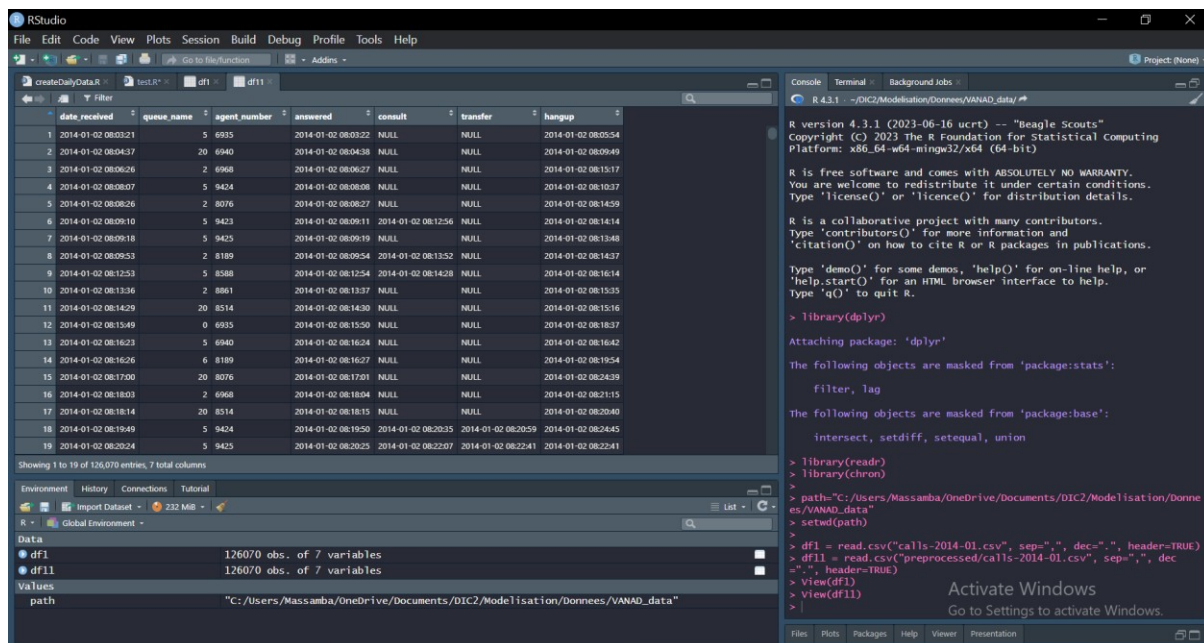 RStudio
File Edit Code View Plots Session Build Debug Profile Tools Help
Go to file/function Addins Project: (None)
createDailyData.R test.R* df1 df11
Filter
date_received queue_name agent_number answered consult transfer hangup
1 2014-01-02 08:03:21 5 6935 2014-01-02 08:03:22 NULL NULL 2014-01-02 08:05:54
2 2014-01-02 08:04:37 20 6940 2014-01-02 08:04:38 NULL NULL 2014-01-02 08:09:49
3 2014-01-02 08:06:26 2 6968 2014-01-02 08:06:27 NULL NULL 2014-01-02 08:15:17
4 2014-01-02 08:08:07 5 9424 2014-01-02 08:08:08 NULL NULL 2014-01-02 08:10:37
5 2014-01-02 08:08:26 2 8076 2014-01-02 08:08:27 NULL NULL 2014-01-02 08:14:59
6 2014-01-02 08:09:10 5 9423 2014-01-02 08:09:11 2014-01-02 08:12:56 NULL 2014-01-02 08:14:14
7 2014-01-02 08:09:18 5 9425 2014-01-02 08:09:19 NULL NULL 2014-01-02 08:13:48
8 2014-01-02 08:09:53 2 8189 2014-01-02 08:09:54 2014-01-02 08:13:52 NULL 2014-01-02 08:14:37
9 2014-01-02 08:12:53 5 8588 2014-01-02 08:12:54 2014-01-02 08:14:28 NULL 2014-01-02 08:16:14
10 2014-01-02 08:13:36 2 8861 2014-01-02 08:13:37 NULL NULL 2014-01-02 08:15:35
11 2014-01-02 08:14:29 20 8514 2014-01-02 08:14:30 NULL NULL 2014-01-02 08:15:16
12 2014-01-02 08:15:49 0 6935 2014-01-02 08:15:50 NULL NULL 2014-01-02 08:18:37
13 2014-01-02 08:16:23 5 6940 2014-01-02 08:16:24 NULL NULL 2014-01-02 08:16:42
14 2014-01-02 08:16:26 6 8189 2014-01-02 08:16:27 NULL NULL 2014-01-02 08:19:54
15 2014-01-02 08:17:00 20 8076 2014-01-02 08:17:01 NULL NULL 2014-01-02 08:24:39
16 2014-01-02 08:18:03 2 6968 2014-01-02 08:18:04 NULL NULL 2014-01-02 08:21:15
17 2014-01-02 08:18:14 20 8514 2014-01-02 08:18:15 NULL NULL 2014-01-02 08:20:40
18 2014-01-02 08:19:49 5 9424 2014-01-02 08:19:50 2014-01-02 08:20:35 2014-01-02 08:20:59 2014-01-02 08:24:45
19 2014-01-02 08:20:24 5 9425 2014-01-02 08:20:25 2014-01-02 08:22:07 2014-01-02 08:22:41 2014-01-02 08:22:41
Showing 1 to 19 of 126,070 entries, 7 total columns
Environment History Connections Tutorial
Import Dataset 232 MiB List
R Global Environment
Data
df1 126070 obs. of 7 variables
df11 126070 obs. of 7 variables
Values
path "C:/Users/Massamba/OneDrive/Documents/DIC2/Modelisation/Donnees/VANAD_data"
Console Terminal Background Jobs
R 4.3.1 · ~/DIC2/Modelisation/Donnees/VANAD_data/
R version 4.3.1 (2023-06-16 ucrt) -- "Beagle Scouts"
Copyright (C) 2023 The R Foundation for Statistical Computing
Platform: x86_64-w64-mingw32/x64 (64-bit)
R is free software and comes with ABSOLUTELY NO WARRANTY.
You are welcome to redistribute it under certain conditions.
Type 'license()' or 'licence()' for distribution details.
R is a collaborative project with many contributors.
Type 'contributors()' for more information and
'citation()' on how to cite R or R packages in publications.
Type 'demo()' for some demos, 'help()' for on-line help, or
'help.start()' for an HTML browser interface to help.
Type 'q()' to quit R.
> library(dplyr)
Attaching package: 'dplyr'
The following objects are masked from 'package:stats':
filter, lag
The following objects are masked from 'package:base':
intersect, setdiff, setequal, union
> library(readr)
> library(chron)
>
> path="C:/Users/Massamba/OneDrive/Documents/DIC2/Modelisation/Donne
es/VANAD_data"
> setwd(path)
>
> df1 = read.csv("calls-2014-01.csv", sep=",", dec=".", header=TRUE)
> df11 = read.csv("preprocessed/calls-2014-01.csv", sep=",", dec
=".", header=TRUE)
> View(df1)
> View(df11)
>
Activate Windows
Go to Settings to activate Windows.
Files Plots Packages Help Viewer Presentation